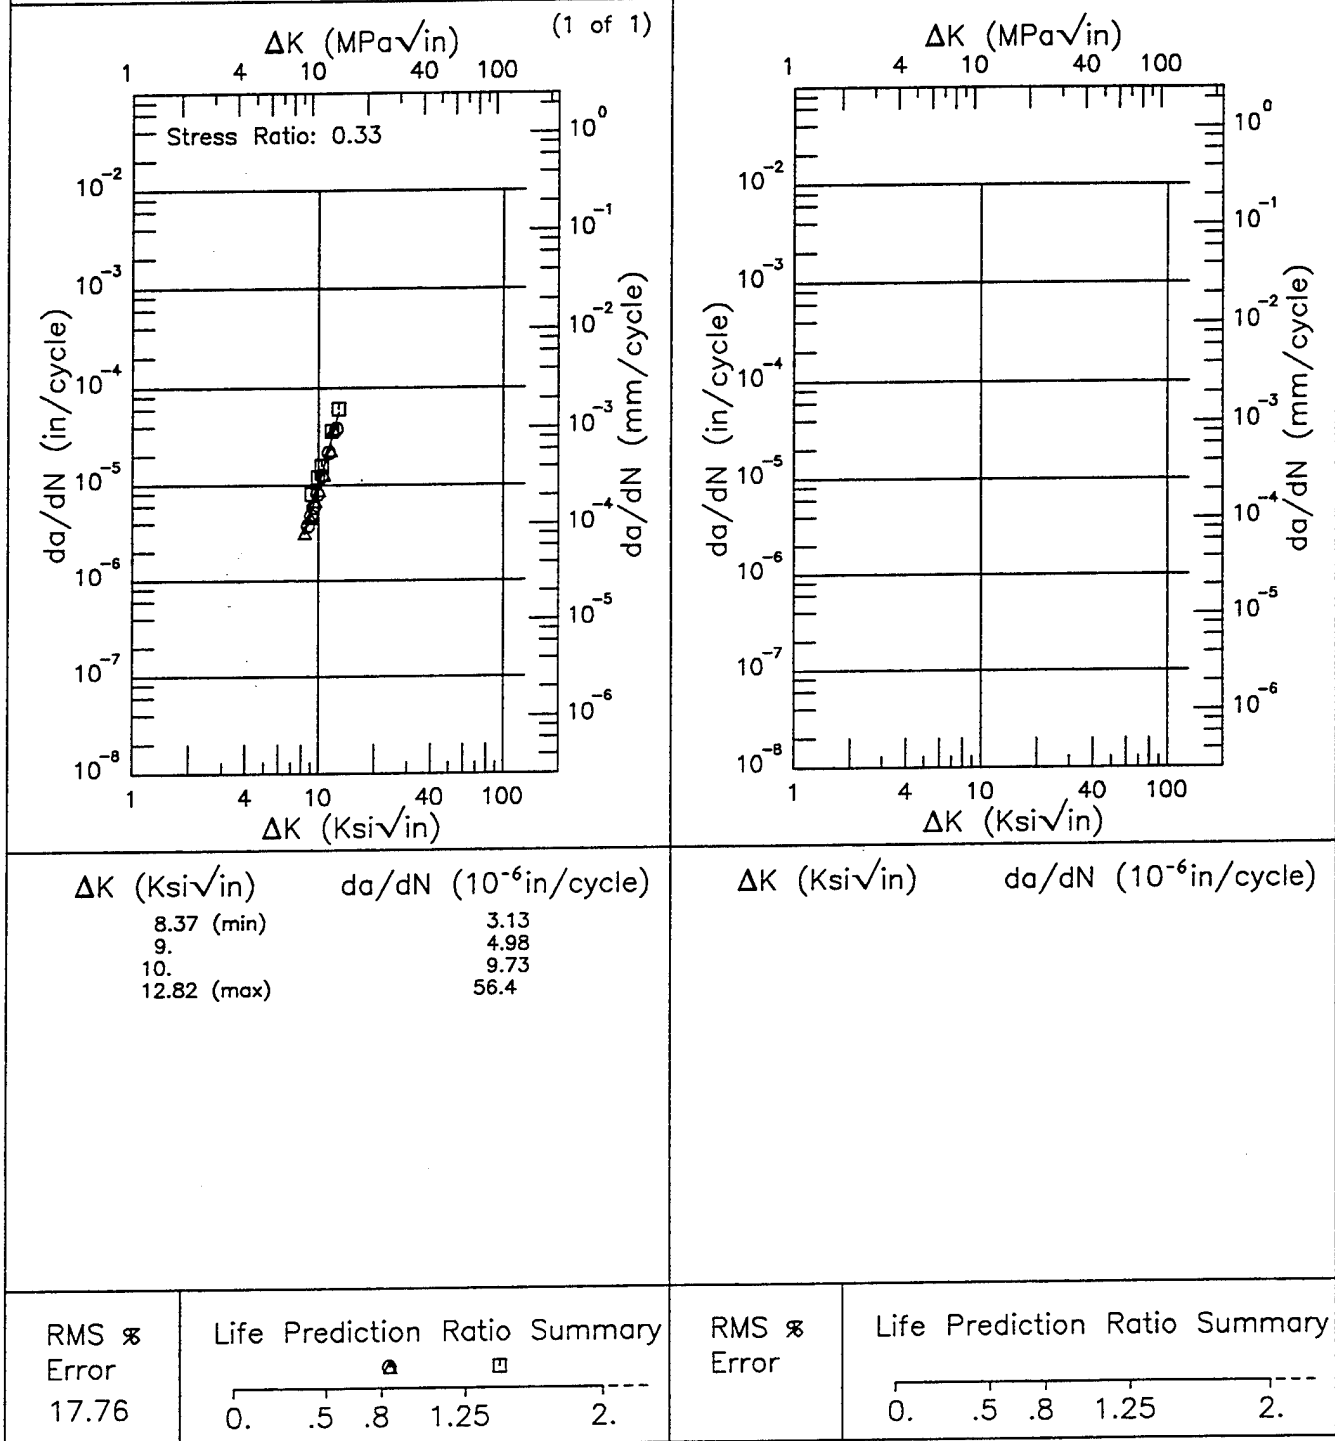 (1 of 1)
ΔK (MPa√in)
1 4 10 40 100
Stress Ratio: 0.33
10⁰
10⁻²
10⁻¹
10⁻³
10⁻²
10⁻⁴
10⁻³
10⁻⁵
10⁻⁴
10⁻⁶
10⁻⁵
10⁻⁷
10⁻⁶
10⁻⁸
da/dN (in/cycle)
da/dN (mm/cycle)
1 4 10 40 100
ΔK (Ksi√in)
ΔK (MPa√in)
1 4 10 40 100
10⁰
10⁻²
10⁻¹
10⁻³
10⁻²
10⁻⁴
10⁻³
10⁻⁵
10⁻⁴
10⁻⁶
10⁻⁵
10⁻⁷
10⁻⁶
10⁻⁸
da/dN (in/cycle)
da/dN (mm/cycle)
1 4 10 40 100
ΔK (Ksi√in)
ΔK (Ksi√in) da/dN (10⁻⁶in/cycle)
8.37 (min) 3.13
9. 4.98
10. 9.73
12.82 (max) 56.4
ΔK (Ksi√in) da/dN (10⁻⁶in/cycle)
RMS %
Error
17.76
Life Prediction Ratio Summary
0. .5 .8 1.25 2.
RMS %
Error
Life Prediction Ratio Summary
0. .5 .8 1.25 2.